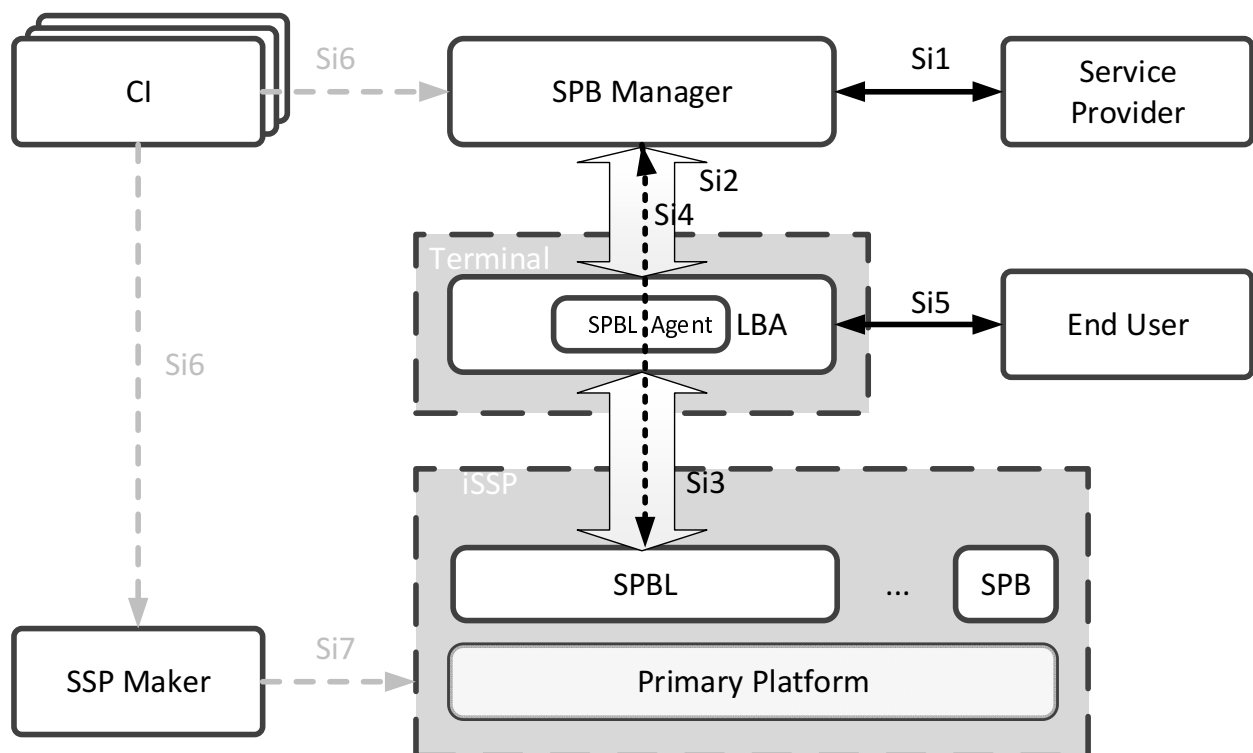 CI
Si6
SPB Manager
Si1
Service
Provider
Si2
Si4
Terminal
SPBL Agent
LBA
Si5
End User
Si6
iSSP
Si3
SPBL
...
SPB
SSP Maker
Si7
Primary Platform